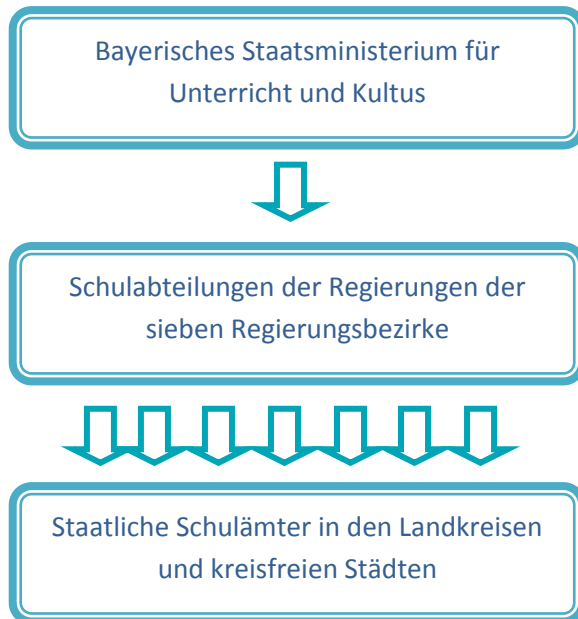 Bayerisches Staatsministerium für
Unterricht und Kultus
Schulabteilungen der Regierungen der
sieben Regierungsbezirke
Staatliche Schulämter in den Landkreisen
und kreisfreien Städten